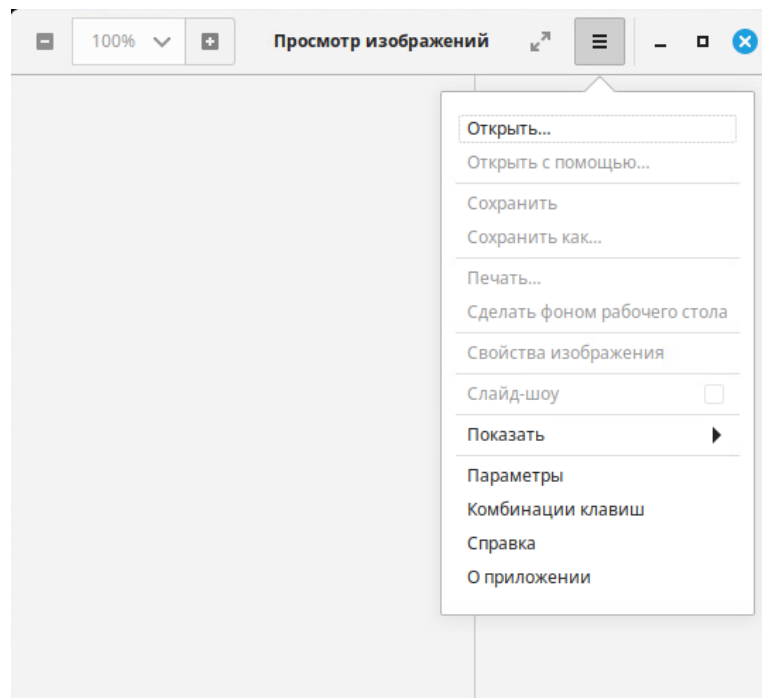 100%
Просмотр изображений
Открыть...
Открыть с помощью...
Сохранить
Сохранить как...
Печать...
Сделать фоном рабочего стола
Свойства изображения
Слайд-шоу
Показать
Параметры
Комбинации клавиш
Справка
О приложении